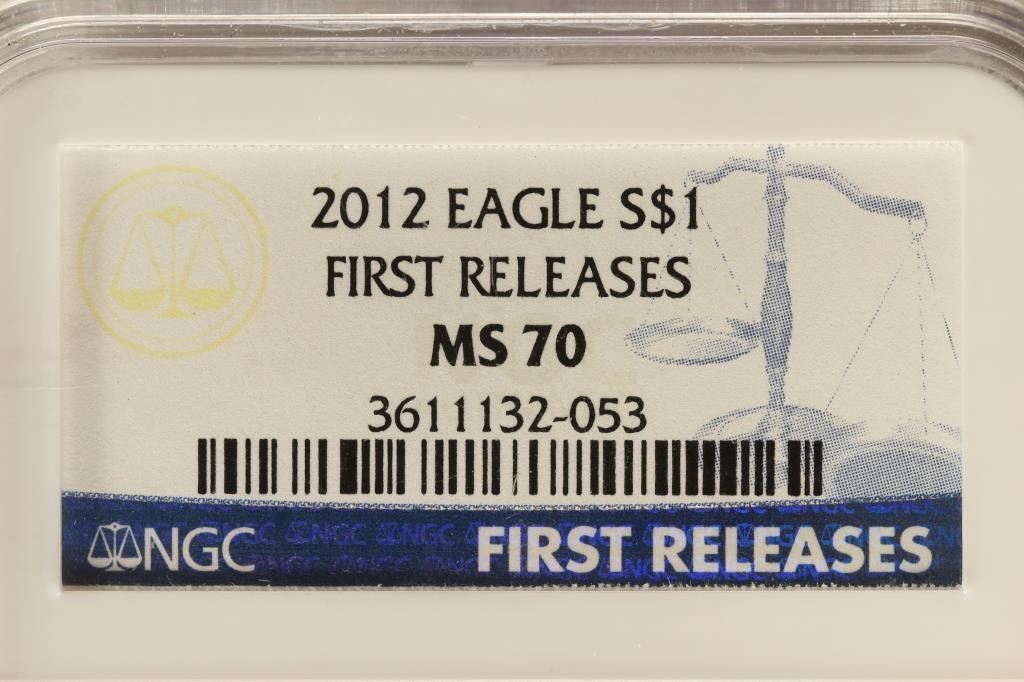 2012 EAGLE S$1
FIRST RELEASES
MS 70
3611132-053
NGC
FIRST RELEASES